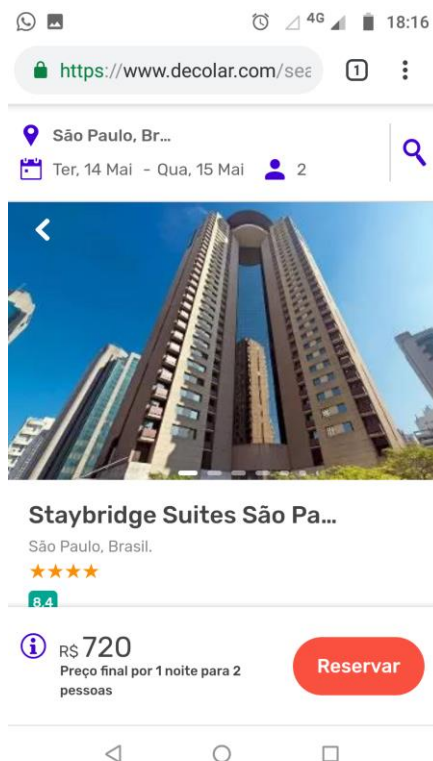 4G 18:16
https://www.decolar.com/sea 1
São Paulo, Br...
Ter, 14 Mai - Qua, 15 Mai 2
Staybridge Suites São Pa...
São Paulo, Brasil.
8.4
R$ 720
Preço final por 1 noite para 2
pessoas
Reservar